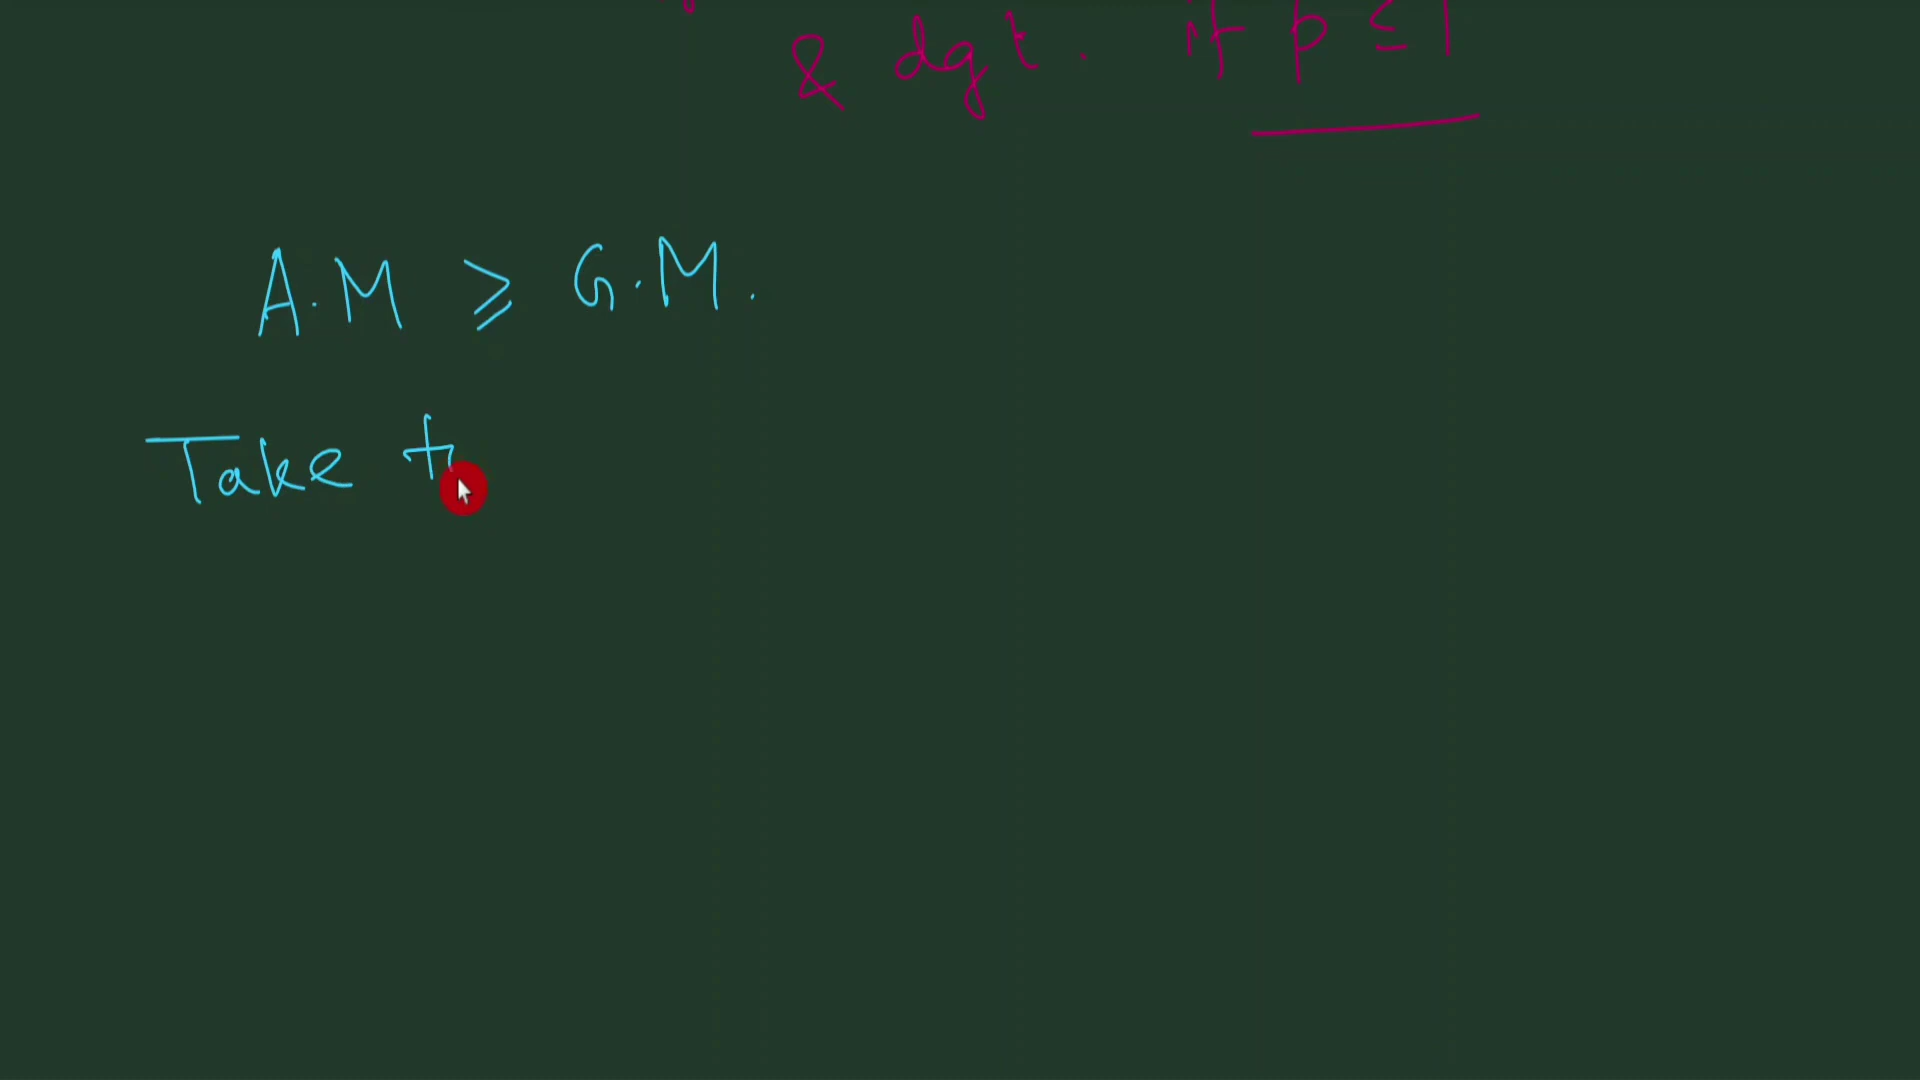 & dgt. if p ≤ 1
A.M ≥ G.M.
Take